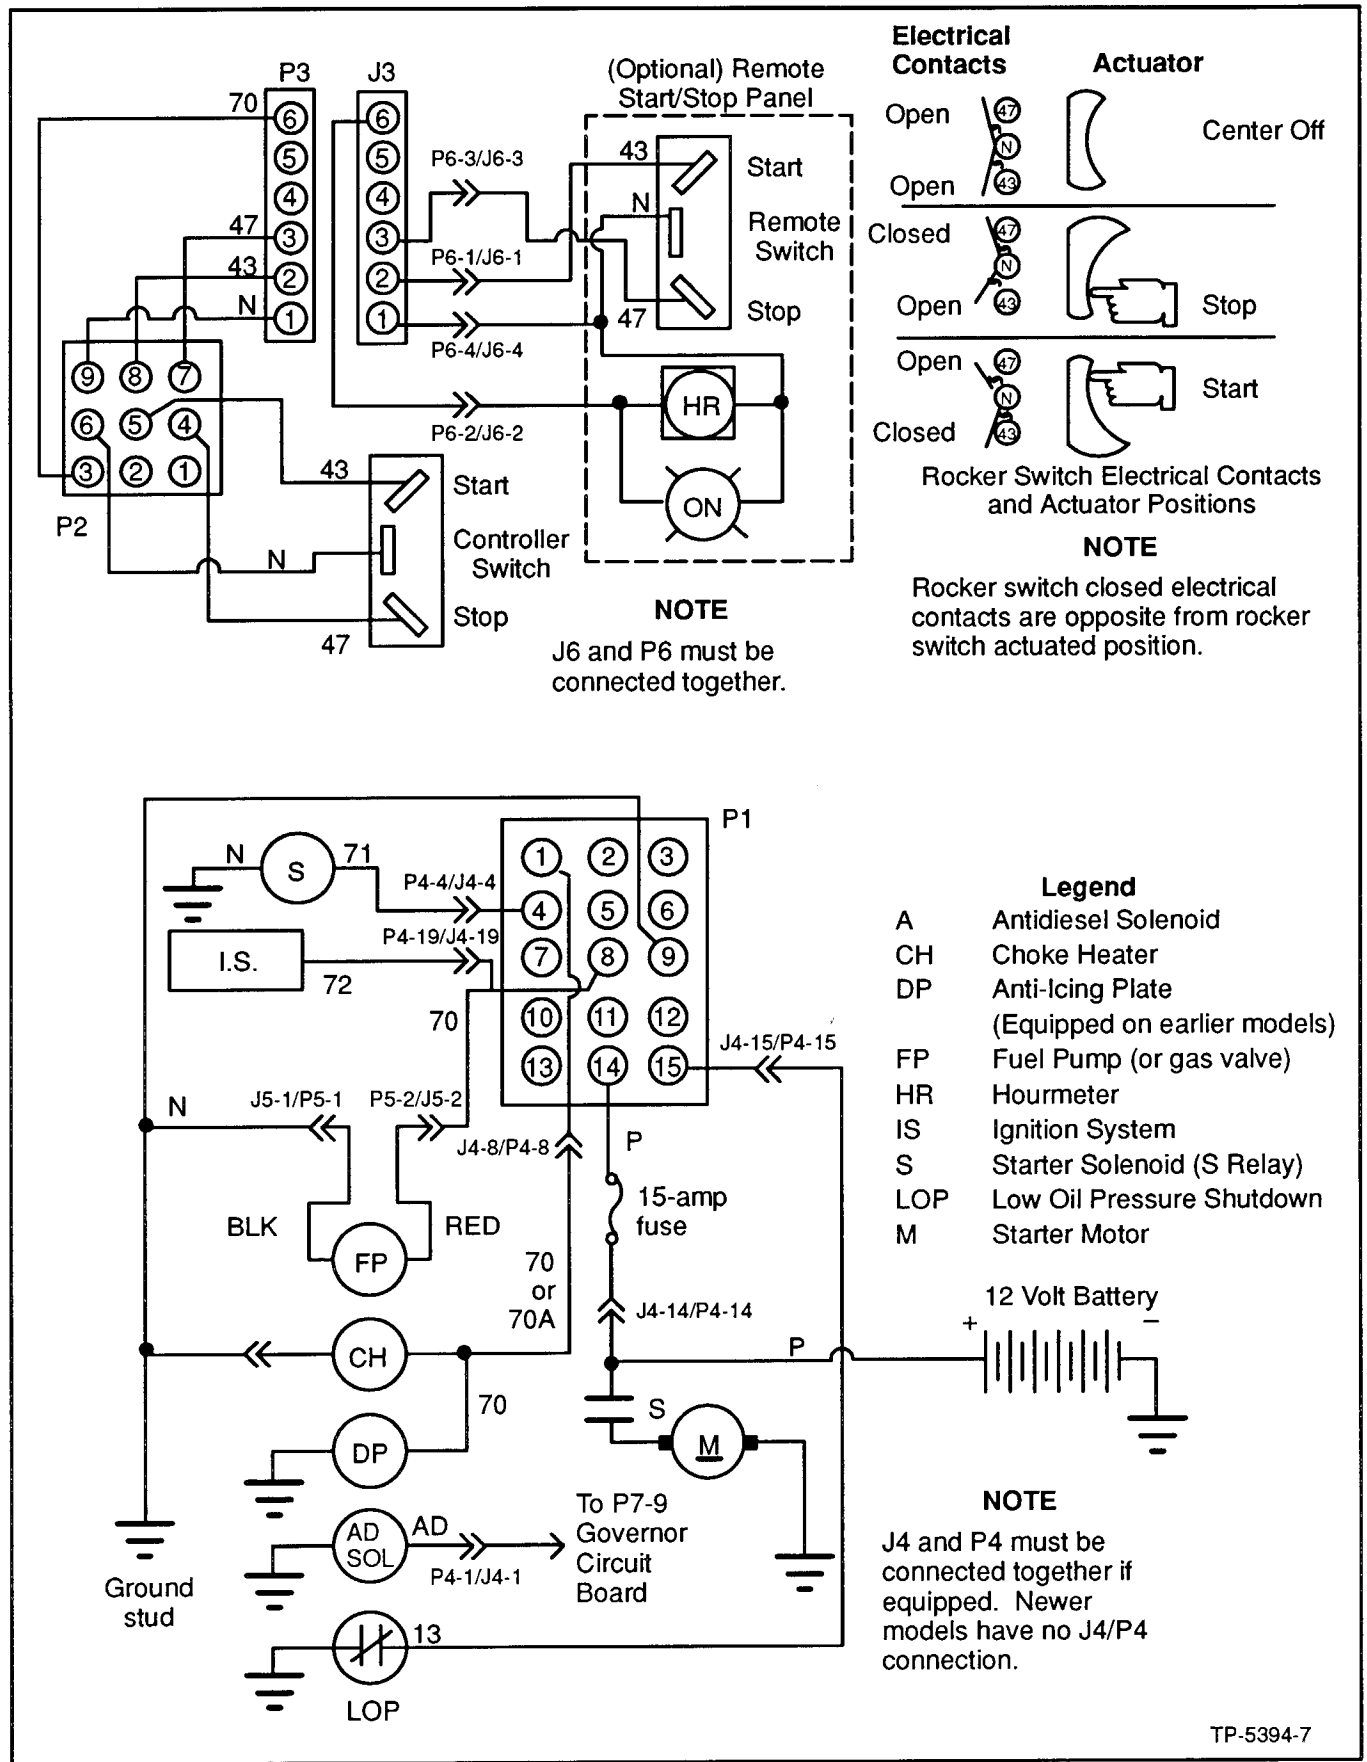 P3
J3
70
6
5
4
47
3
43
2
N
1
6
5
4
3
2
1
P6-3/J6-3
P6-1/J6-1
P6-4/J6-4
P6-2/J6-2
(Optional) Remote
Start/Stop Panel
43
Start
N
Remote
Switch
47
Stop
HR
ON
9
8
7
6
5
4
3
2
1
P2
43
Start
Controller
Switch
N
Stop
47
NOTE
J6 and P6 must be
connected together.
Electrical
Contacts
Actuator
Open
47
N
Open
43
Center Off
Closed
47
N
Open
43
Stop
Open
47
N
Closed
43
Start
Rocker Switch Electrical Contacts
and Actuator Positions
NOTE
Rocker switch closed electrical
contacts are opposite from rocker
switch actuated position.
P1
N
S
71
P4-4/J4-4
P4-19/J4-19
I.S.
72
70
1
2
3
4
5
6
7
8
9
10
11
12
13
14
15
J4-15/P4-15
N
J5-1/P5-1
P5-2/J5-2
J4-8/P4-8
P
15-amp
fuse
BLK
RED
FP
70
or
70A
J4-14/P4-14
CH
70
DP
P
12 Volt Battery
+
−
S
M
AD
SOL
AD
P4-1/J4-1
To P7-9
Governor
Circuit
Board
Ground
stud
13
LOP
Legend
A Antidiesel Solenoid
CH Choke Heater
DP Anti-Icing Plate
(Equipped on earlier models)
FP Fuel Pump (or gas valve)
HR Hourmeter
IS Ignition System
S Starter Solenoid (S Relay)
LOP Low Oil Pressure Shutdown
M Starter Motor
NOTE
J4 and P4 must be
connected together if
equipped. Newer
models have no J4/P4
connection.
TP-5394-7